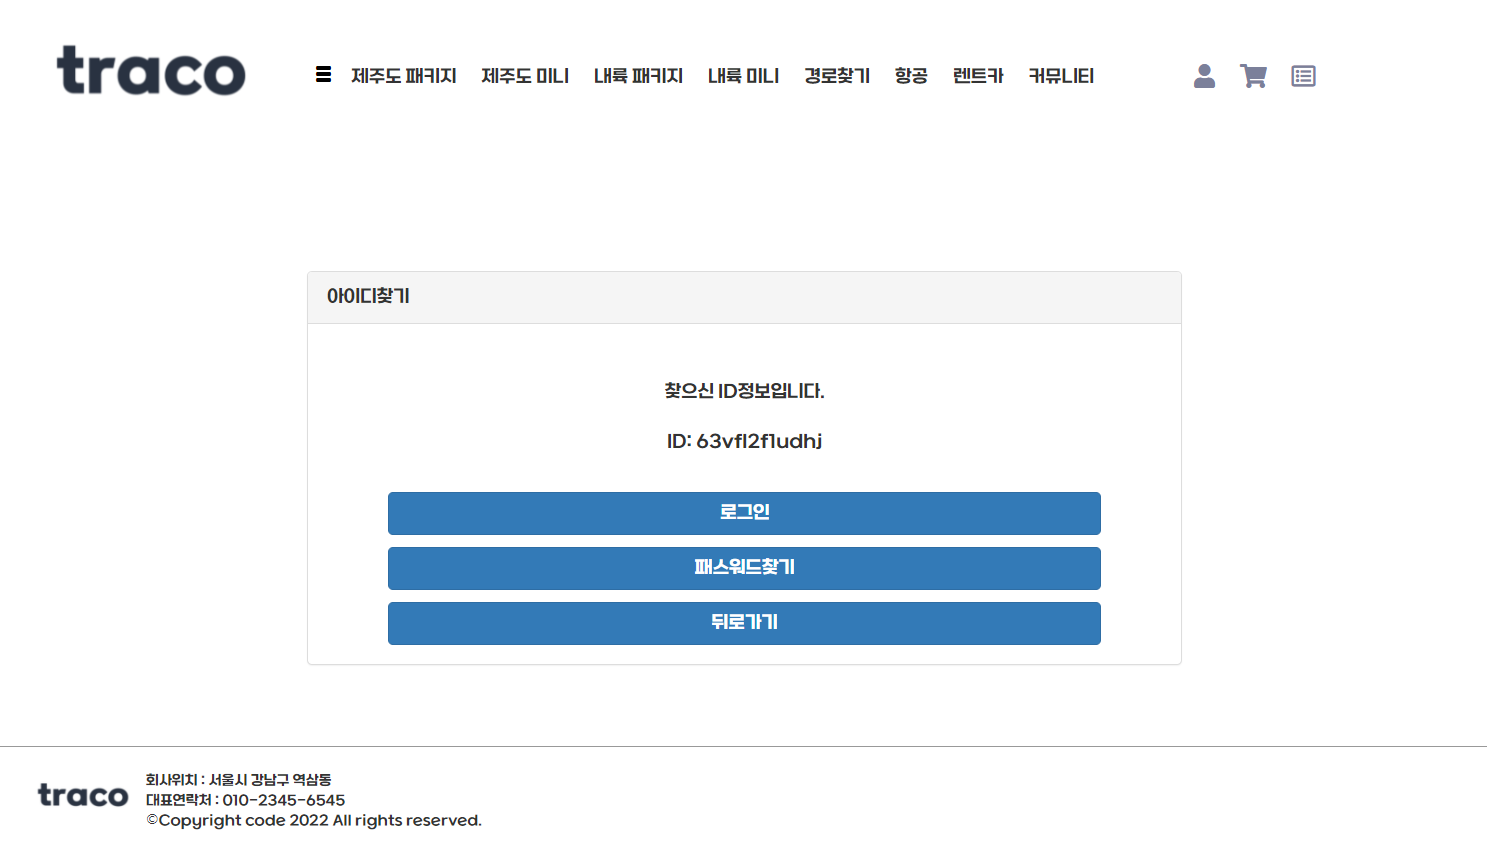 traco
제주도 패키지 제주도 미니 내륙 패키지 내륙 미니 경로찾기 항공 렌트카 커뮤니티
아이디찾기
찾으신 ID정보입니다.
ID: 63vfl2f1udhj
로그인
패스워드찾기
뒤로가기
traco
회사위치 : 서울시 강남구 역삼동
대표연락처 : 010-2345-6545
©Copyright code 2022 All rights reserved.